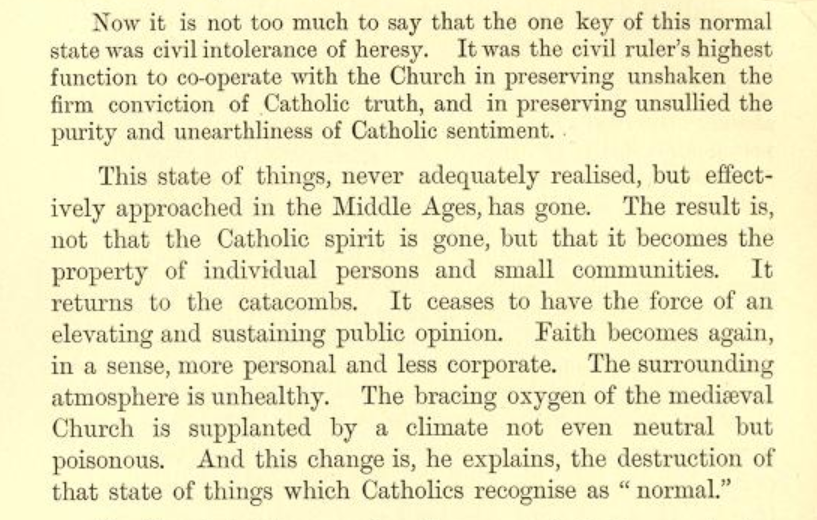 Now it is not too much to say that the one key of this normal
state was civil intolerance of heresy. It was the civil ruler's highest
function to co-operate with the Church in preserving unshaken the
firm conviction of Catholic truth, and in preserving unsullied the
purity and unearthliness of Catholic sentiment.
This state of things, never adequately realised, but effect-
ively approached in the Middle Ages, has gone. The result is,
not that the Catholic spirit is gone, but that it becomes the
property of individual persons and small communities. It
returns to the catacombs. It ceases to have the force of an
elevating and sustaining public opinion. Faith becomes again,
in a sense, more personal and less corporate. The surrounding
atmosphere is unhealthy. The bracing oxygen of the mediæval
Church is supplanted by a climate not even neutral but
poisonous. And this change is, he explains, the destruction of
that state of things which Catholics recognise as “normal.”